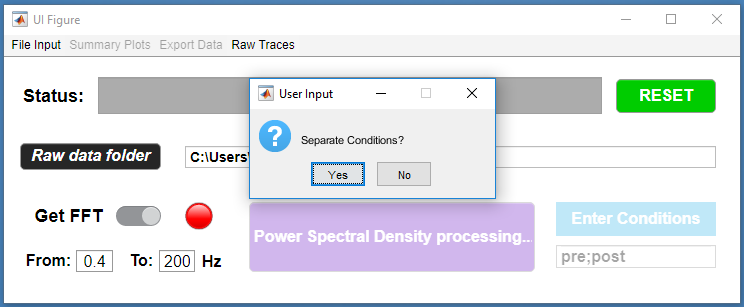 UI Figure
File Input Summary Plots Export Data Raw Traces
Status:
RESET
User Input
Separate Conditions?
Yes No
Raw data folder
C:\Users\
Get FFT
Power Spectral Density processing...
Enter Conditions
From: 0.4 To: 200 Hz
pre;post